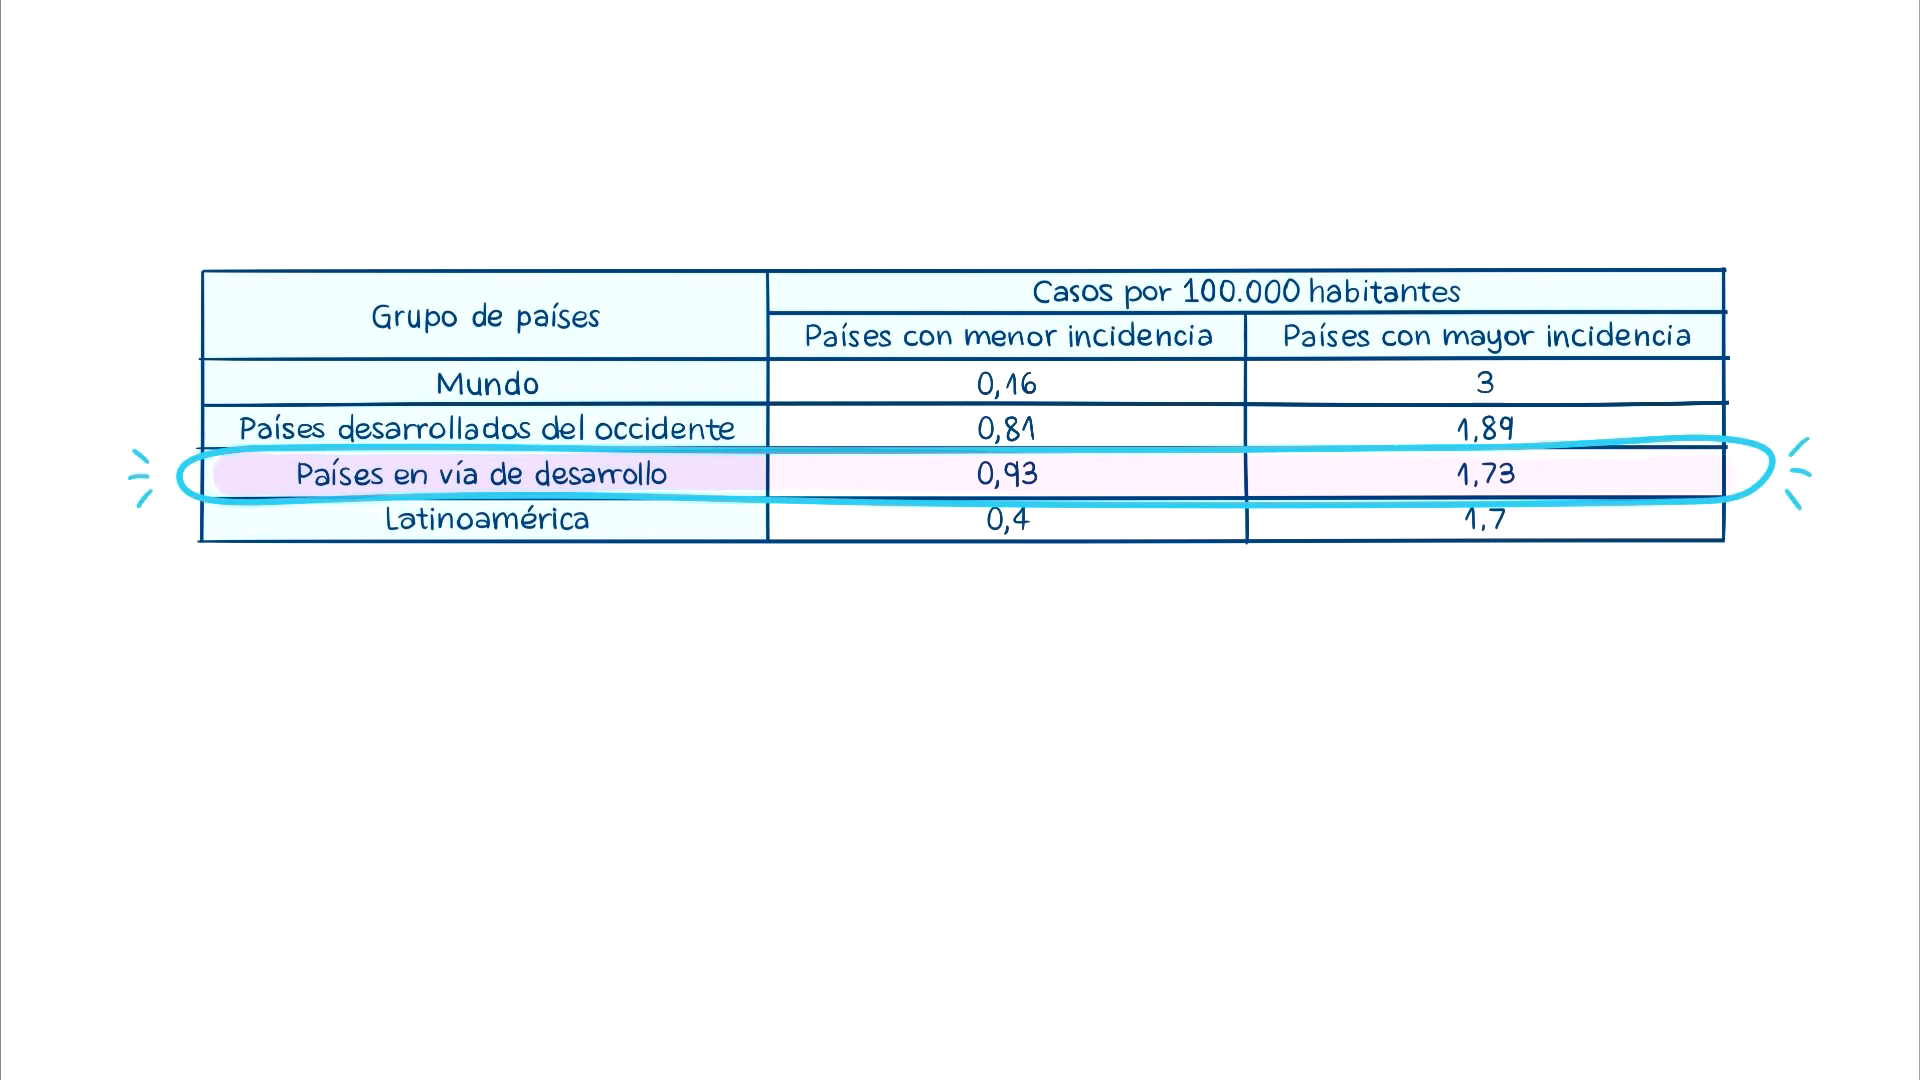 Grupo de países
Casos por 100.000 habitantes
Países con menor incidencia
Países con mayor incidencia
Mundo
0,16
3
Países desarrollados del occidente
0,81
1,89
Países en vía de desarrollo
0,93
1,73
Latinoamérica
0,4
1,7